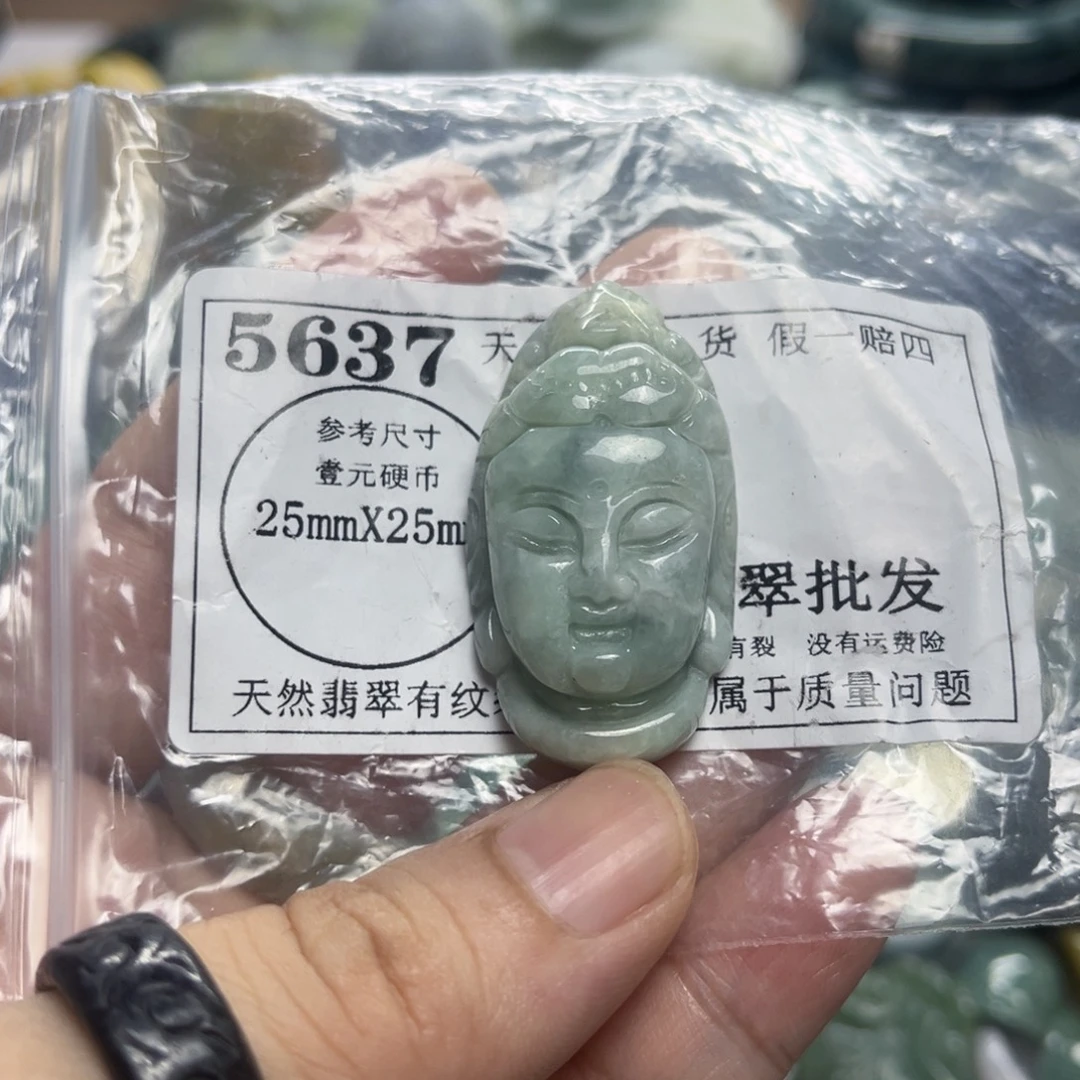 5637 天 货 假一赔四
参考尺寸
壹元硬币
25mmX25m
翠批发
有裂 没有运费险
天然翡翠有纹 属于质量问题